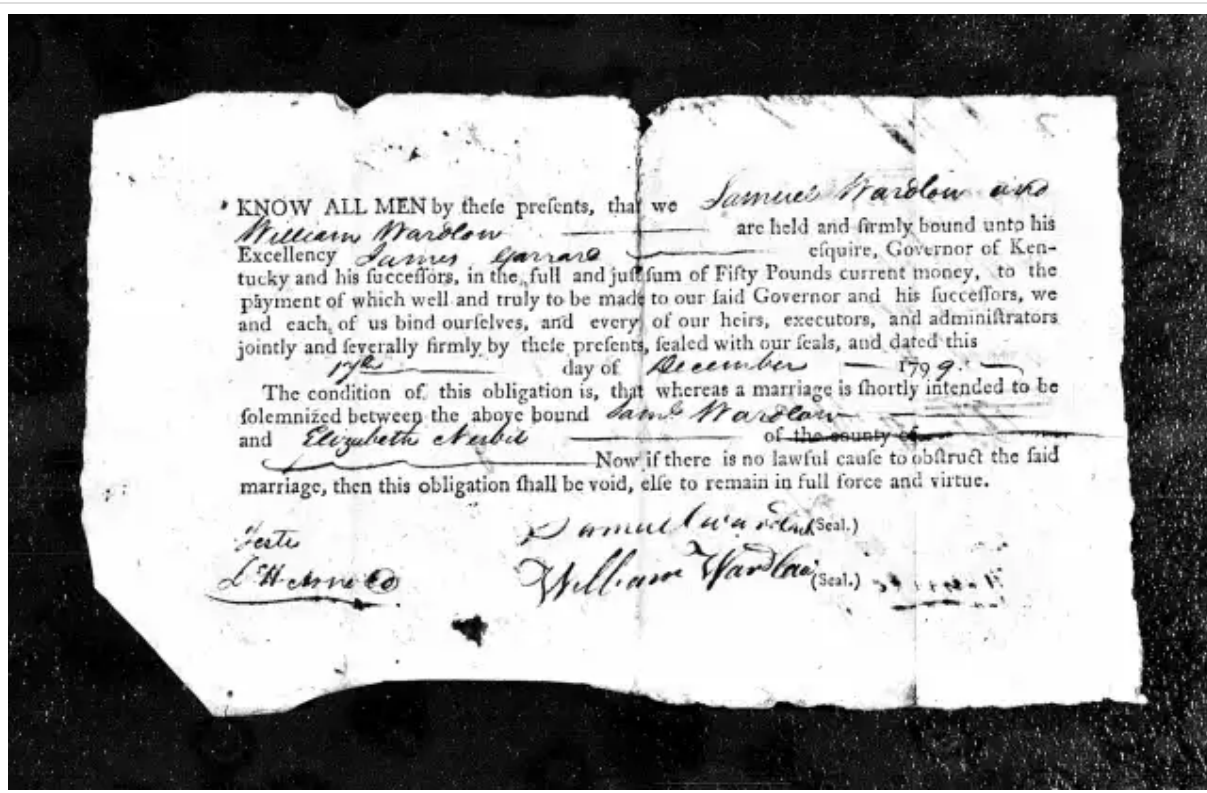 KNOW ALL MEN by theſe preſents, that we Samuel Wardlow and
William Wardlow are held and firmly bound unto his
Excellency James Garrard eſquire, Governor of Ken-
tucky and his ſucceſſors, in the full and juſt ſum of Fifty Pounds current money, to the
payment of which well and truly to be made to our ſaid Governor and his ſucceſſors, we
and each of us bind ourſelves, and every of our heirs, executors, and adminiſtrators
jointly and ſeverally firmly by theſe preſents, ſealed with our ſeals, and dated this
17th day of December 1799.
The condition of this obligation is, that whereas a marriage is ſhortly intended to be
ſolemnized between the above bound Saml Wardlow
and Elizabeth Nesbit of the county of
Now if there is no lawful cauſe to obſtruct the ſaid
marriage, then this obligation ſhall be void, elſe to remain in full force and virtue.
Samuel (Seal.)
Teste
William Wardlaw (Seal.)